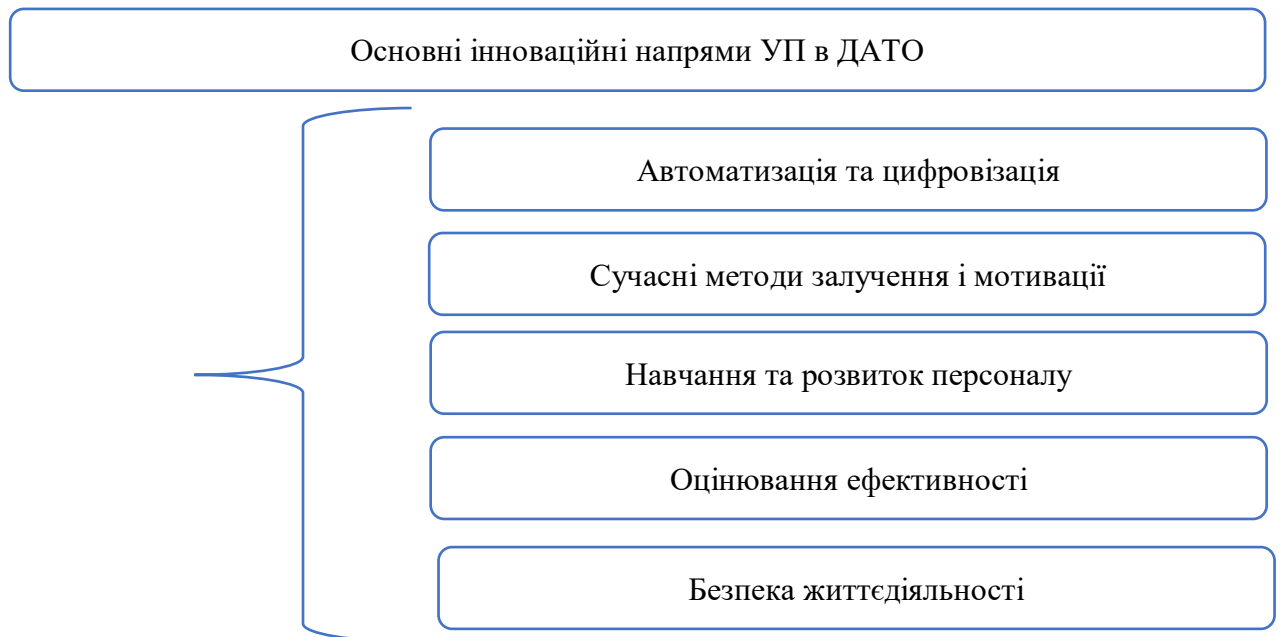 Основні інноваційні напрями УП в ДАТО
Автоматизація та цифровізація
Сучасні методи залучення і мотивації
Навчання та розвиток персоналу
Оцінювання ефективності
Безпека життєдіяльності